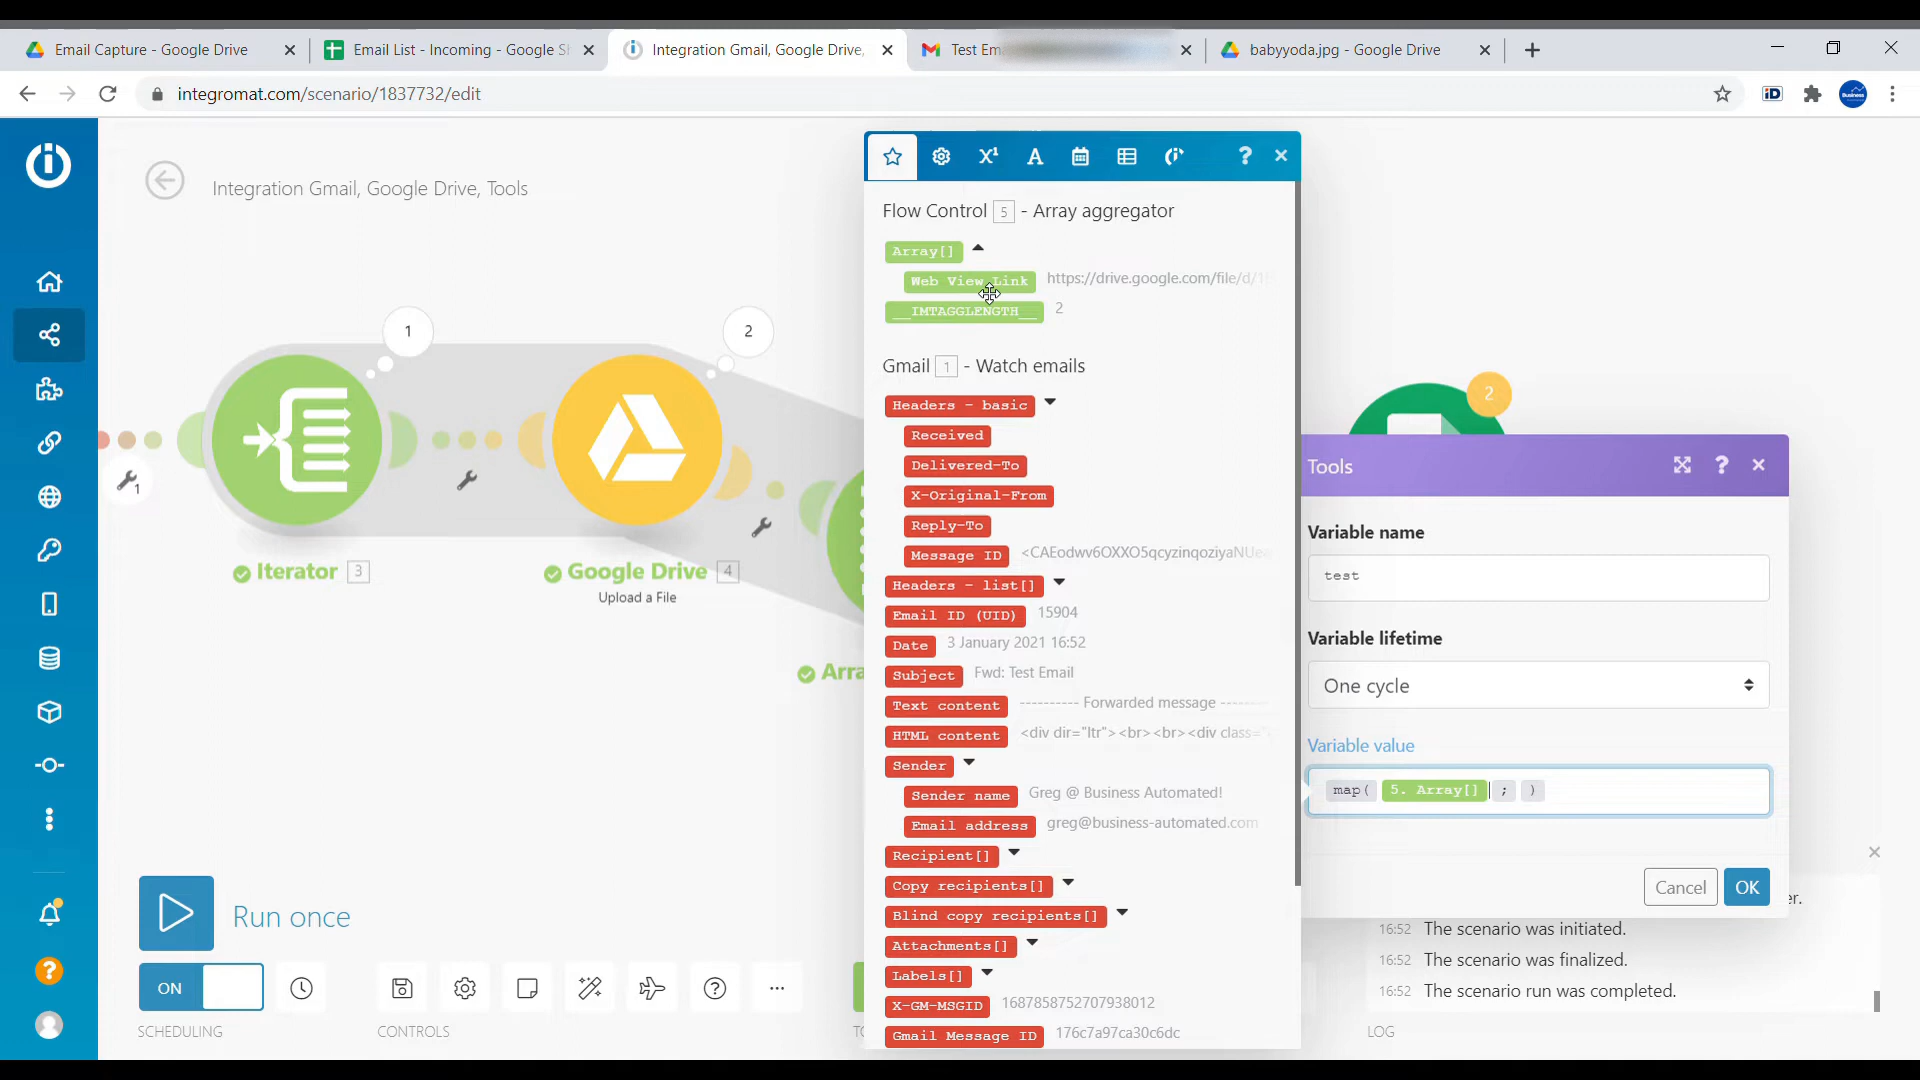 Email Capture - Google Drive
Email List - Incoming - Google Sh
Integration Gmail, Google Drive,
Test Ema
babyyoda.jpg - Google Drive
integromat.com/scenario/1837732/edit
iD
Integration Gmail, Google Drive, Tools
X¹
A
?
Flow Control 5 - Array aggregator
Array[]
Web View Link https://drive.google.com/file/d/
__IMTAGGLENGTH__ 2
Gmail 1 - Watch emails
Headers - basic
Received
Delivered-To
X-Original-From
Reply-To
Message ID <CAEodwv6OXXO5qcyzinqoziyaNUe
Headers - list[]
Email ID (UID) 15904
Date 3 January 2021 16:52
Subject Fwd: Test Email
Text content ---------- Forwarded message ------
HTML content <div dir="ltr"><br><br><div class="
Sender
Sender name Greg @ Business Automated!
Email address greg@business-automated.com
Recipient[]
Copy recipients[]
Blind copy recipients[]
Attachments[]
Labels[]
X-GM-MSGID 1687858752707938012
Gmail Message ID 176c7a97ca30c6dc
1
2
1
2
Iterator 3
Google Drive 4
Upload a File
Arra
Tools
?
Variable name
test
Variable lifetime
One cycle
Variable value
map( 5. Array[] ; )
Cancel
OK
er.
16:52 The scenario was initiated.
16:52 The scenario was finalized.
16:52 The scenario run was completed.
LOG
Run once
ON
SCHEDULING
CONTROLS
TO